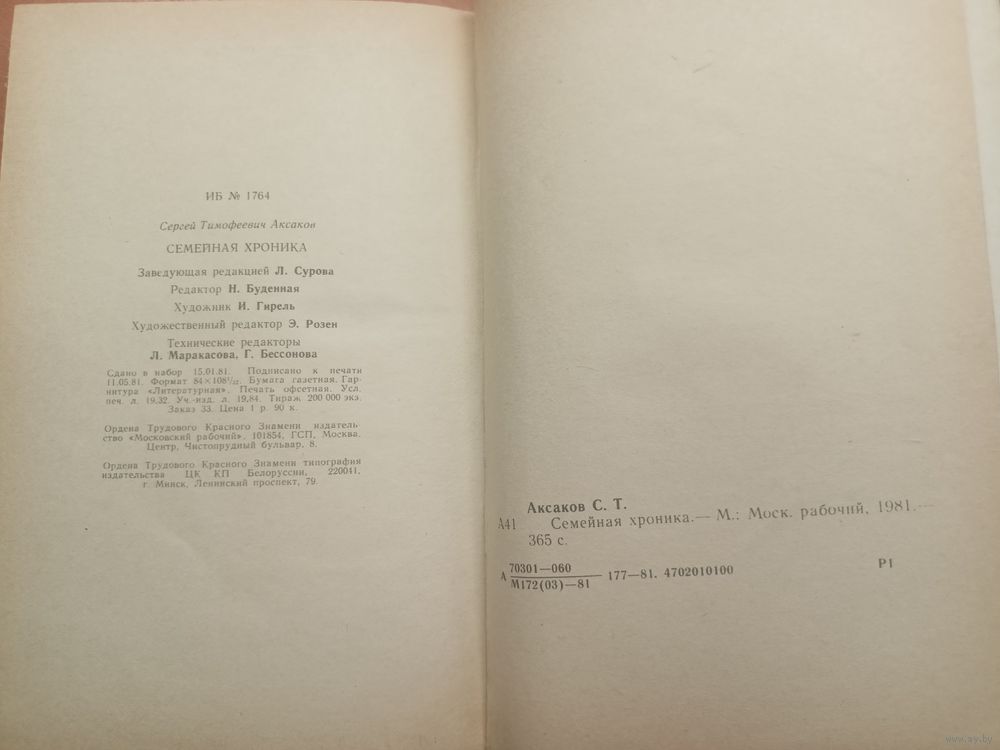 ИБ № 1764
Сергей Тимофеевич Аксаков
СЕМЕЙНАЯ ХРОНИКА
Заведующая редакцией Л. Сурова
Редактор Н. Буденная
Художник И. Гирель
Художественный редактор Э. Розен
Технические редакторы
Л. Маракасова, Г. Бессонова
Сдано в набор 15.01.81. Подписано к печати
11.05.81. Формат 84×108¹/₃₂. Бумага газетная. Гар-
нитура «Литературная». Печать офсетная. Усл.
печ. л. 19,32. Уч.-изд. л. 19,84. Тираж 200 000 экз.
Заказ 33. Цена 1 р. 90 к.
Ордена Трудового Красного Знамени издатель-
ство «Московский рабочий». 101854, ГСП, Москва,
Центр, Чистопрудный бульвар, 8.
Ордена Трудового Красного Знамени типография
издательства ЦК КП Белоруссии, 220041,
г. Минск, Ленинский проспект, 79.
Аксаков С. Т.
А41 Семейная хроника.— М.: Моск. рабочий, 1981.—
365 с.
А 70301—060
М172(03)—81 177—81. 4702010100
Р1
www.ay.by